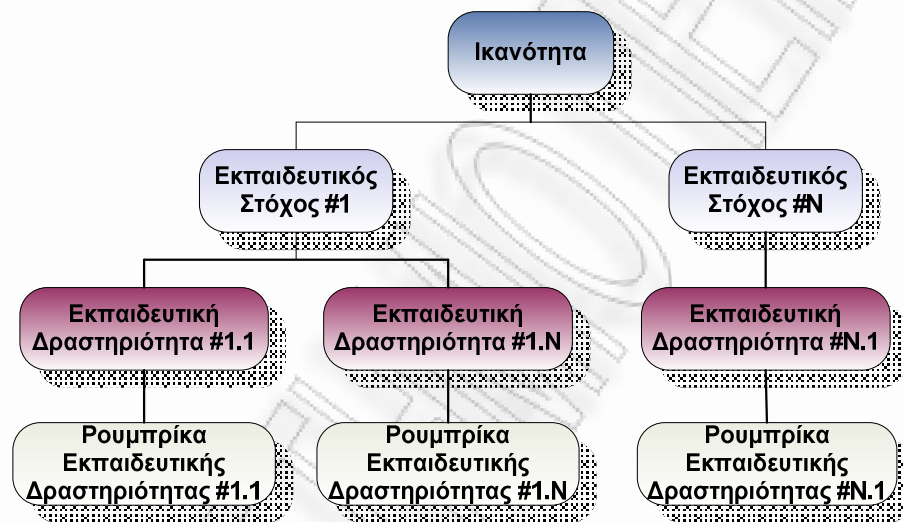 Ικανότητα
Εκπαιδευτικός
Στόχος #1
Εκπαιδευτικός
Στόχος #N
Εκπαιδευτική
Δραστηριότητα #1.1
Εκπαιδευτική
Δραστηριότητα #1.N
Εκπαιδευτική
Δραστηριότητα #N.1
Ρουμπρίκα
Εκπαιδευτικής
Δραστηριότητας #1.1
Ρουμπρίκα
Εκπαιδευτικής
Δραστηριότητας #1.N
Ρουμπρίκα
Εκπαιδευτικής
Δραστηριότητας #N.1